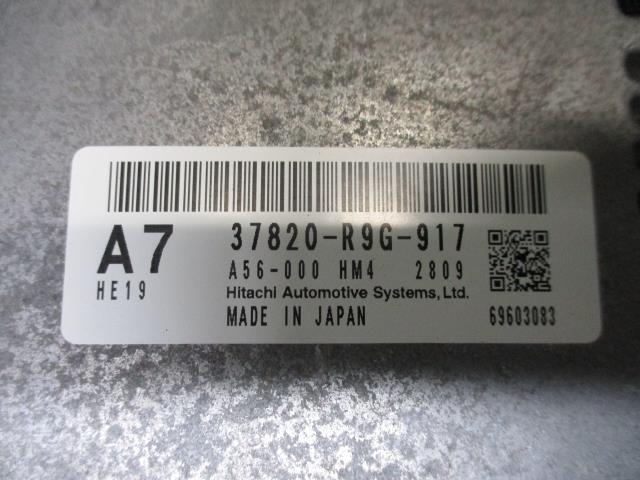 A7 37820-R9G-917
HE19 A56-000 HM4 2809
Hitachi Automotive Systems, Ltd.
MADE IN JAPAN 69603083